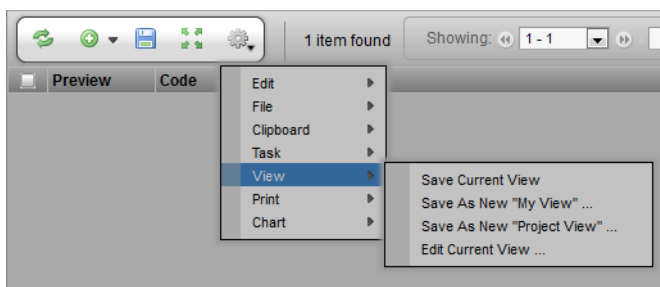 1 item found
Showing: 1 - 1
Preview Code
Edit
File
Clipboard
Task
View
Print
Chart
Save Current View
Save As New "My View" ...
Save As New "Project View" ...
Edit Current View ...